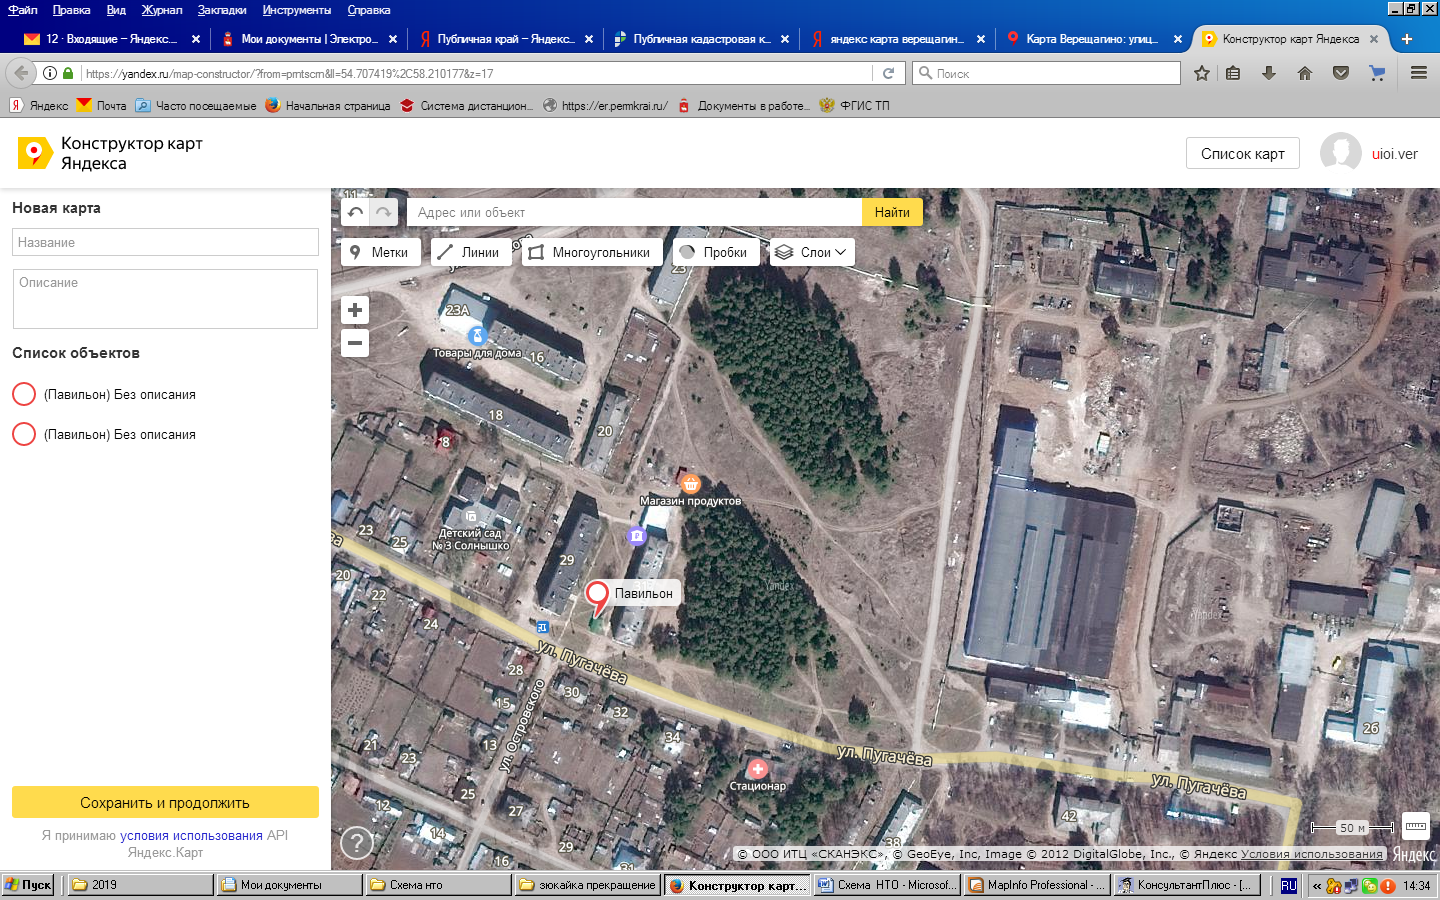 Файл Правка Вид Журнал Закладки Инструменты Справка
12 · Входящие – Яндекс.... Мои документы | Электро... Публичная край – Яндекс... Публичная кадастровая к... яндекс карта верещагин... Карта Верещагино: улиц... Конструктор карт Яндекса
https://yandex.ru/map-constructor/?from=prntscrn&ll=54.707419%2C58.210177&z=17
Поиск
Яндекс Почта Часто посещаемые Начальная страница Система дистанцион... https://er.permkrai.ru/ Документы в работе... ФГИС ТП
Конструктор карт
Яндекса
Список карт
uioi.ver
Новая карта
Название
Описание
Список объектов
(Павильон) Без описания
(Павильон) Без описания
Сохранить и продолжить
Я принимаю условия использования API
Яндекс.Карт
Адрес или объект
Найти
Метки Линии Многоугольники Пробки Слои
11
23
23А
Товары для дома
16
18
20
8
Магазин продуктов
Детский сад
№3 Солнышко
23
25
29
20
22
24
Павильон
Yandex
Yandex
ул. Пугачёва
28
30
32
34
15
13
ул. Островского
21
23
25
27
12
14
16
29
31
Стационар
ул. Пугачёва
ул. Пугачёва
38
42
26
50 м
© ООО ИТЦ «СКАНЭКС», © GeoEye, Inc, Image © 2012 DigitalGlobe, Inc., © Яндекс Условия использования
Яндекс
Пуск 2019 Мои документы Схема нто зюкайка прекращение Конструктор карт... Схема НТО - Microsof... MapInfo Professional - ... КонсультантПлюс - [... RU « 14:34